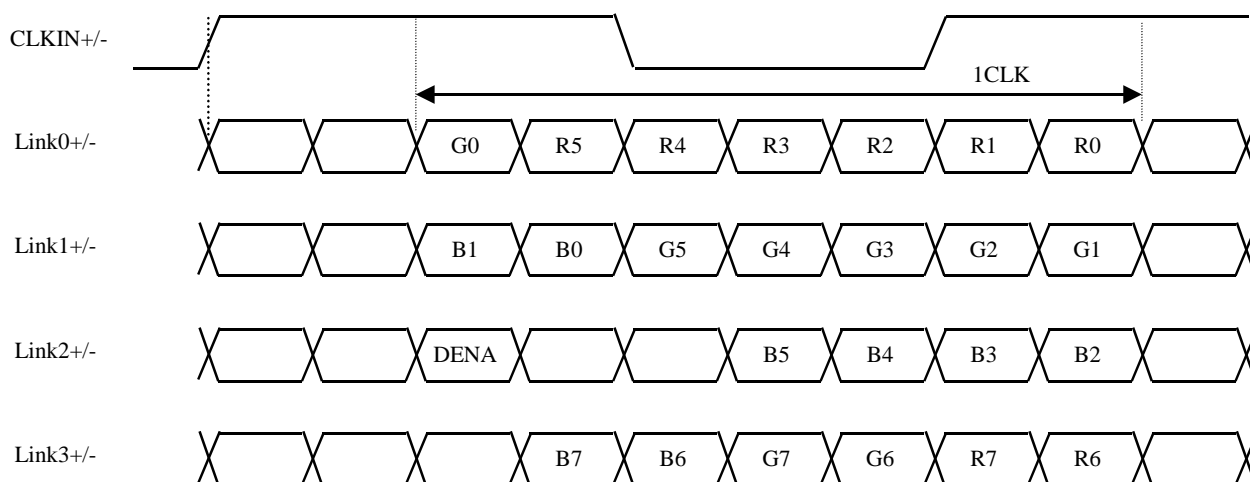 CLKIN+/-
1CLK
Link0+/- G0 R5 R4 R3 R2 R1 R0
Link1+/- B1 B0 G5 G4 G3 G2 G1
Link2+/- DENA B5 B4 B3 B2
Link3+/- B7 B6 G7 G6 R7 R6